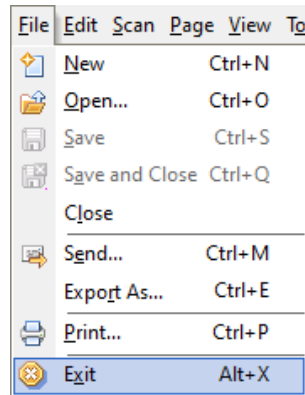 File Edit Scan Page View To
New Ctrl+N
Open... Ctrl+O
Save Ctrl+S
Save and Close Ctrl+Q
Close
Send... Ctrl+M
Export As... Ctrl+E
Print... Ctrl+P
Exit Alt+X